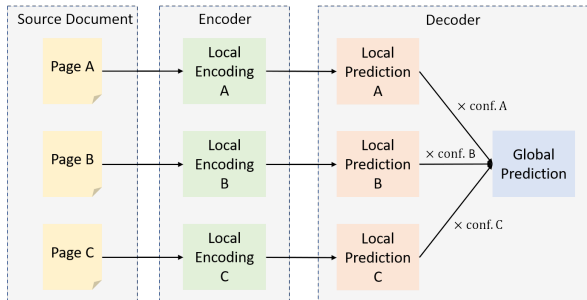 Source Document
Encoder
Decoder
Page A
Local
Encoding
A
Local
Prediction
A
× conf. A
Page B
Local
Encoding
B
Local
Prediction
B
× conf. B
Global
Prediction
Page C
Local
Encoding
C
Local
Prediction
C
× conf. C